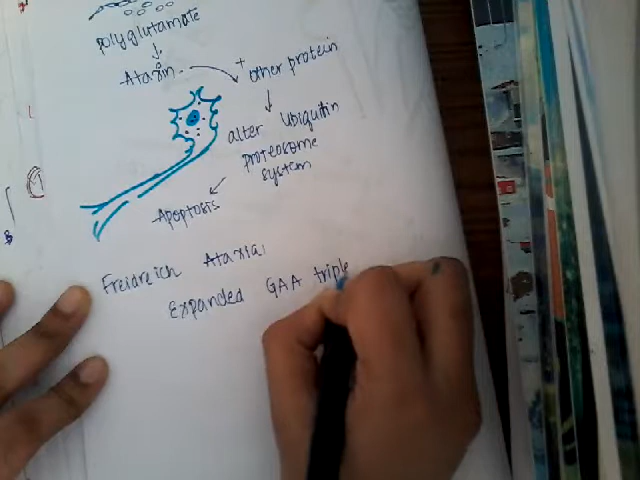 polyglutamate
↓
Ataxin → + other protein
↓
alter Ubiquitin
proteosome
system
Apoptosis
Freidreich Ataxia
Expanded GAA triple